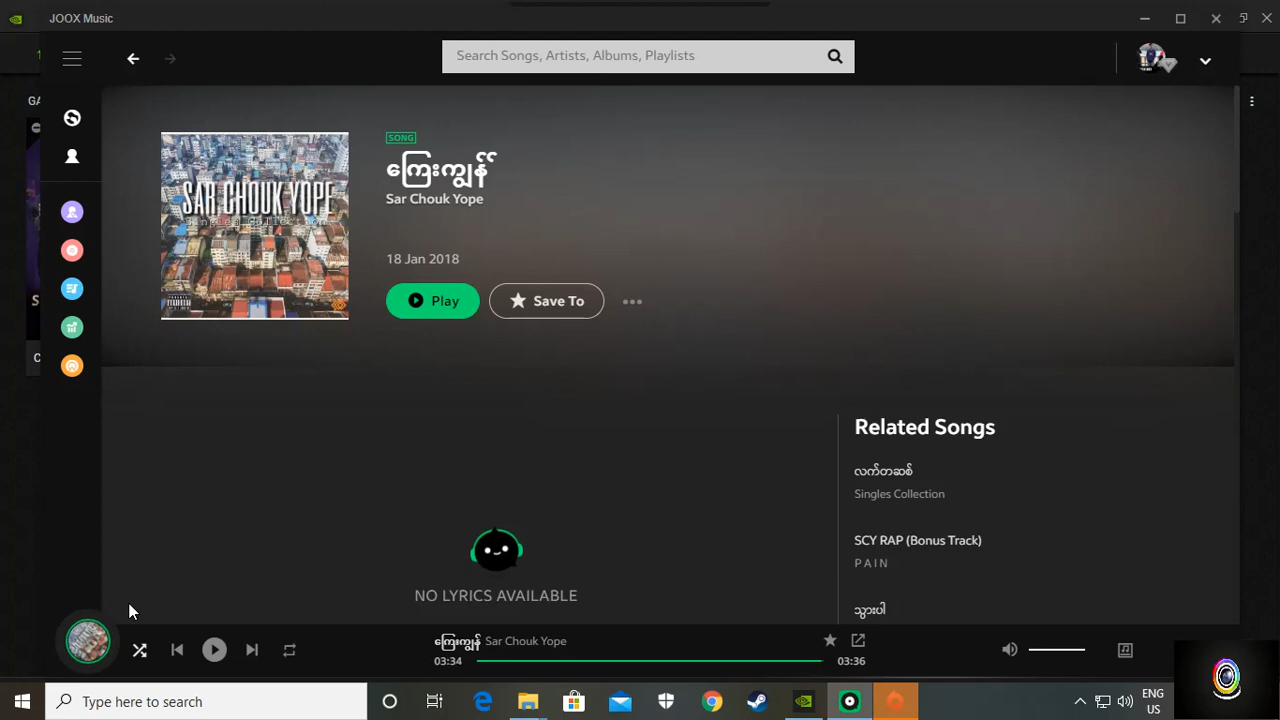 JOOX Music
Search Songs, Artists, Albums, Playlists
GA
SONG
ကြေးကျွန်
Sar Chouk Yope
SAR CHOUK YOPE
Singles Collection
18 Jan 2018
Play
Save To
Related Songs
လက်တဆစ်
Singles Collection
SCY RAP (Bonus Track)
P A I N
သွားပါ
NO LYRICS AVAILABLE
ကြေးကျွန် Sar Chouk Yope
03:34
03:36
Type here to search
ENG
US